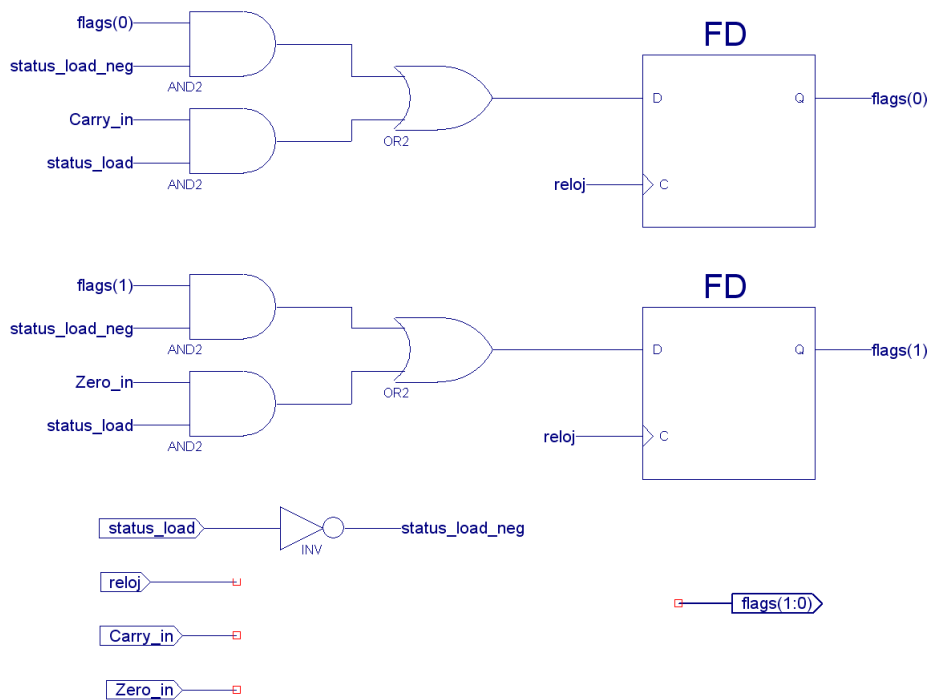 flags(0)
status_load_neg
AND2
Carry_in
status_load
AND2
OR2
FD
D
Q
flags(0)
reloj
C
flags(1)
status_load_neg
AND2
Zero_in
status_load
AND2
OR2
FD
D
Q
flags(1)
reloj
C
status_load
INV
status_load_neg
reloj
flags(1:0)
Carry_in
Zero_in